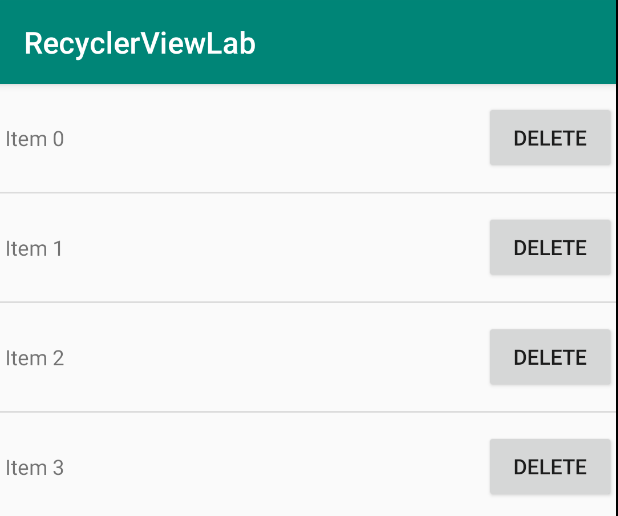 RecyclerViewLab
Item 0 DELETE
Item 1 DELETE
Item 2 DELETE
Item 3 DELETE